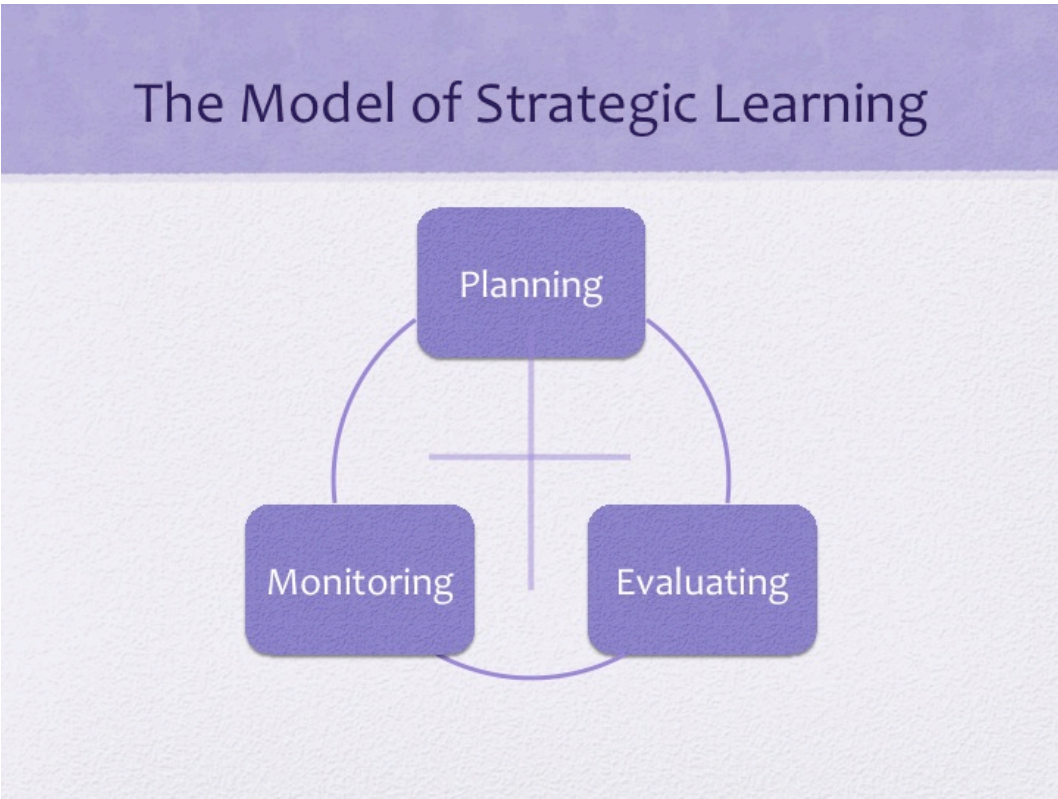 The Model of Strategic Learning
Planning
Monitoring
Evaluating